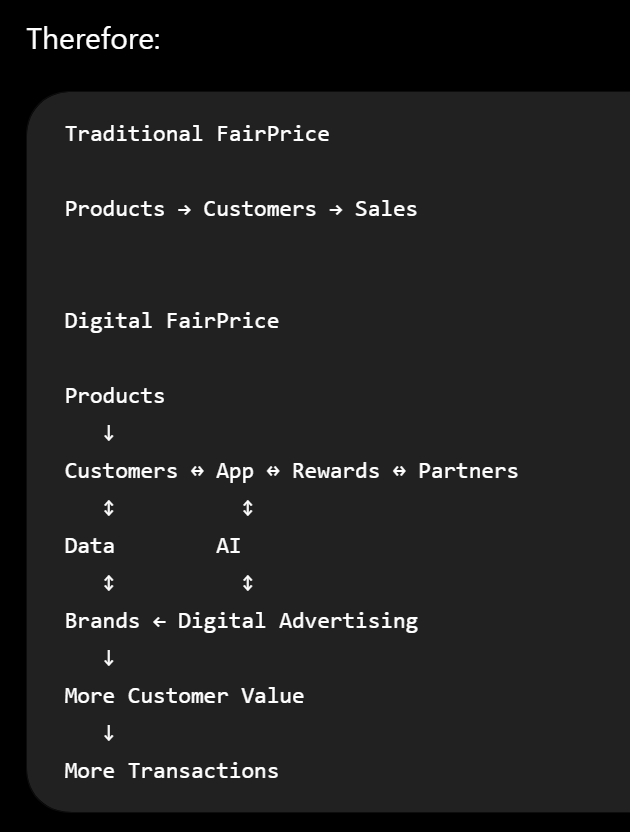 Therefore:
Traditional FairPrice
Products → Customers → Sales
Digital FairPrice
Products
↓
Customers ↔ App ↔ Rewards ↔ Partners
↕ ↕
Data AI
↕ ↕
Brands ← Digital Advertising
↓
More Customer Value
↓
More Transactions